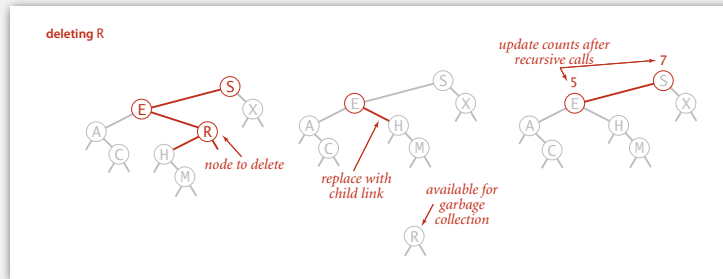 deleting R
S
E
X
A
R
C
H
M
node to delete
S
E
X
A
H
C
M
replace with
child link
available for
garbage
collection
R
update counts after
recursive calls
7
5
S
E
X
A
H
C
M